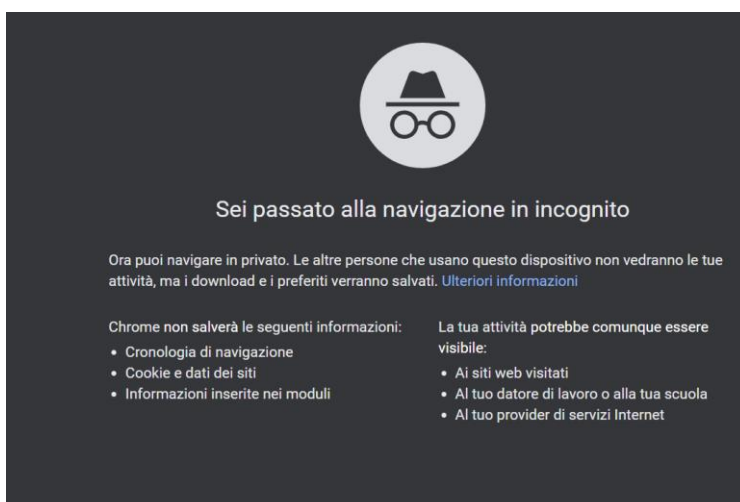 Sei passato alla navigazione in incognito
Ora puoi navigare in privato. Le altre persone che usano questo dispositivo non vedranno le tue
attività, ma i download e i preferiti verranno salvati. Ulteriori informazioni
Chrome non salverà le seguenti informazioni:
• Cronologia di navigazione
• Cookie e dati dei siti
• Informazioni inserite nei moduli
La tua attività potrebbe comunque essere
visibile:
• Ai siti web visitati
• Al tuo datore di lavoro o alla tua scuola
• Al tuo provider di servizi Internet